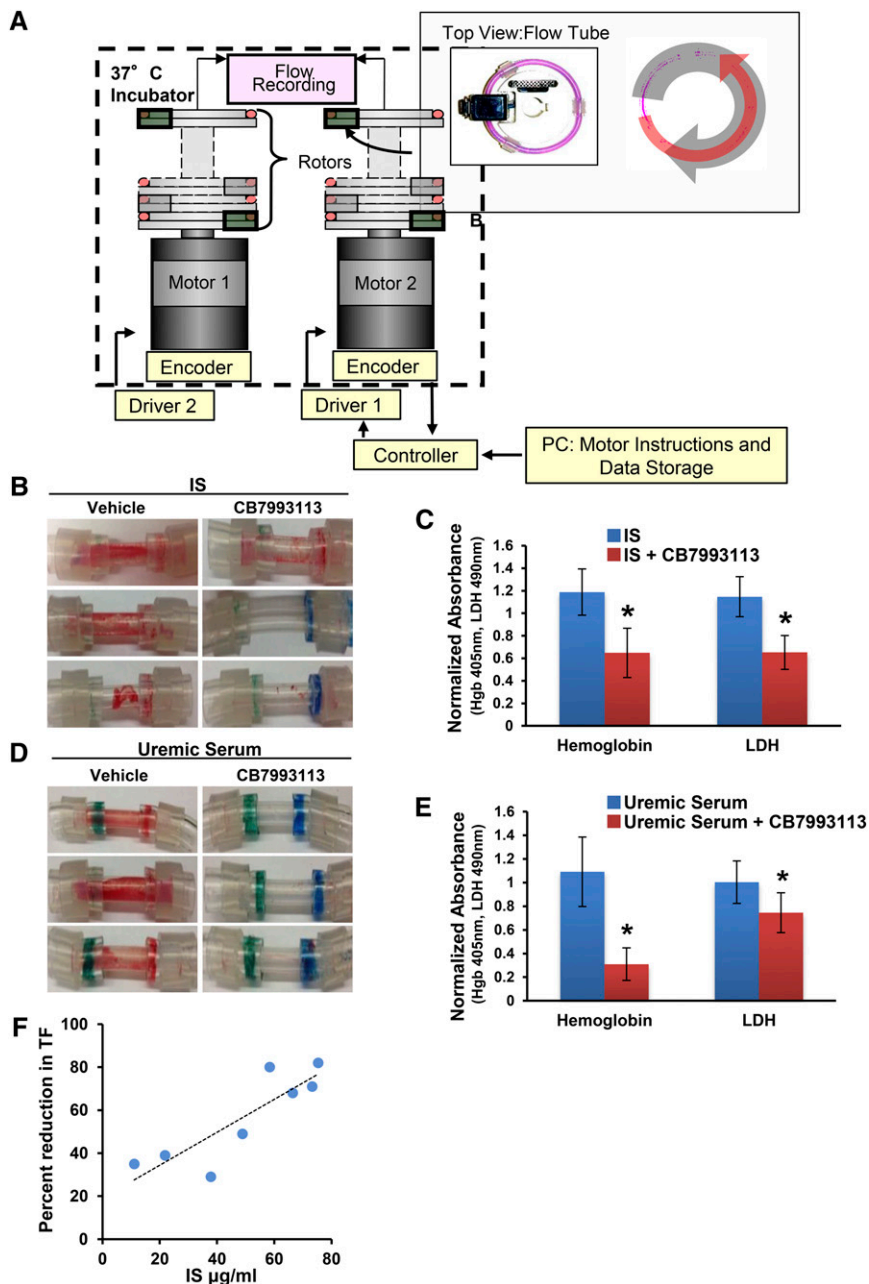 A
37° C
Incubator
Flow
Recording
Top View:Flow Tube
Rotors
B
Motor 1
Motor 2
Encoder
Encoder
Driver 2
Driver 1
Controller
PC: Motor Instructions and
Data Storage
B
IS
Vehicle
CB7993113
C
Normalized Absorbance
(Hgb 405nm, LDH 490nm)
IS
IS + CB7993113
1.6
1.4
1.2
1
0.8
0.6
0.4
0.2
0
*
*
Hemoglobin
LDH
D
Uremic Serum
Vehicle
CB7993113
E
Normalized Absorbance
(Hgb 405nm, LDH 490nm)
Uremic Serum
Uremic Serum + CB7993113
1.6
1.4
1.2
1
0.8
0.6
0.4
0.2
0
*
*
Hemoglobin
LDH
F
Percent reduction in TF
100
80
60
40
20
0
0 20 40 60 80
IS µg/ml